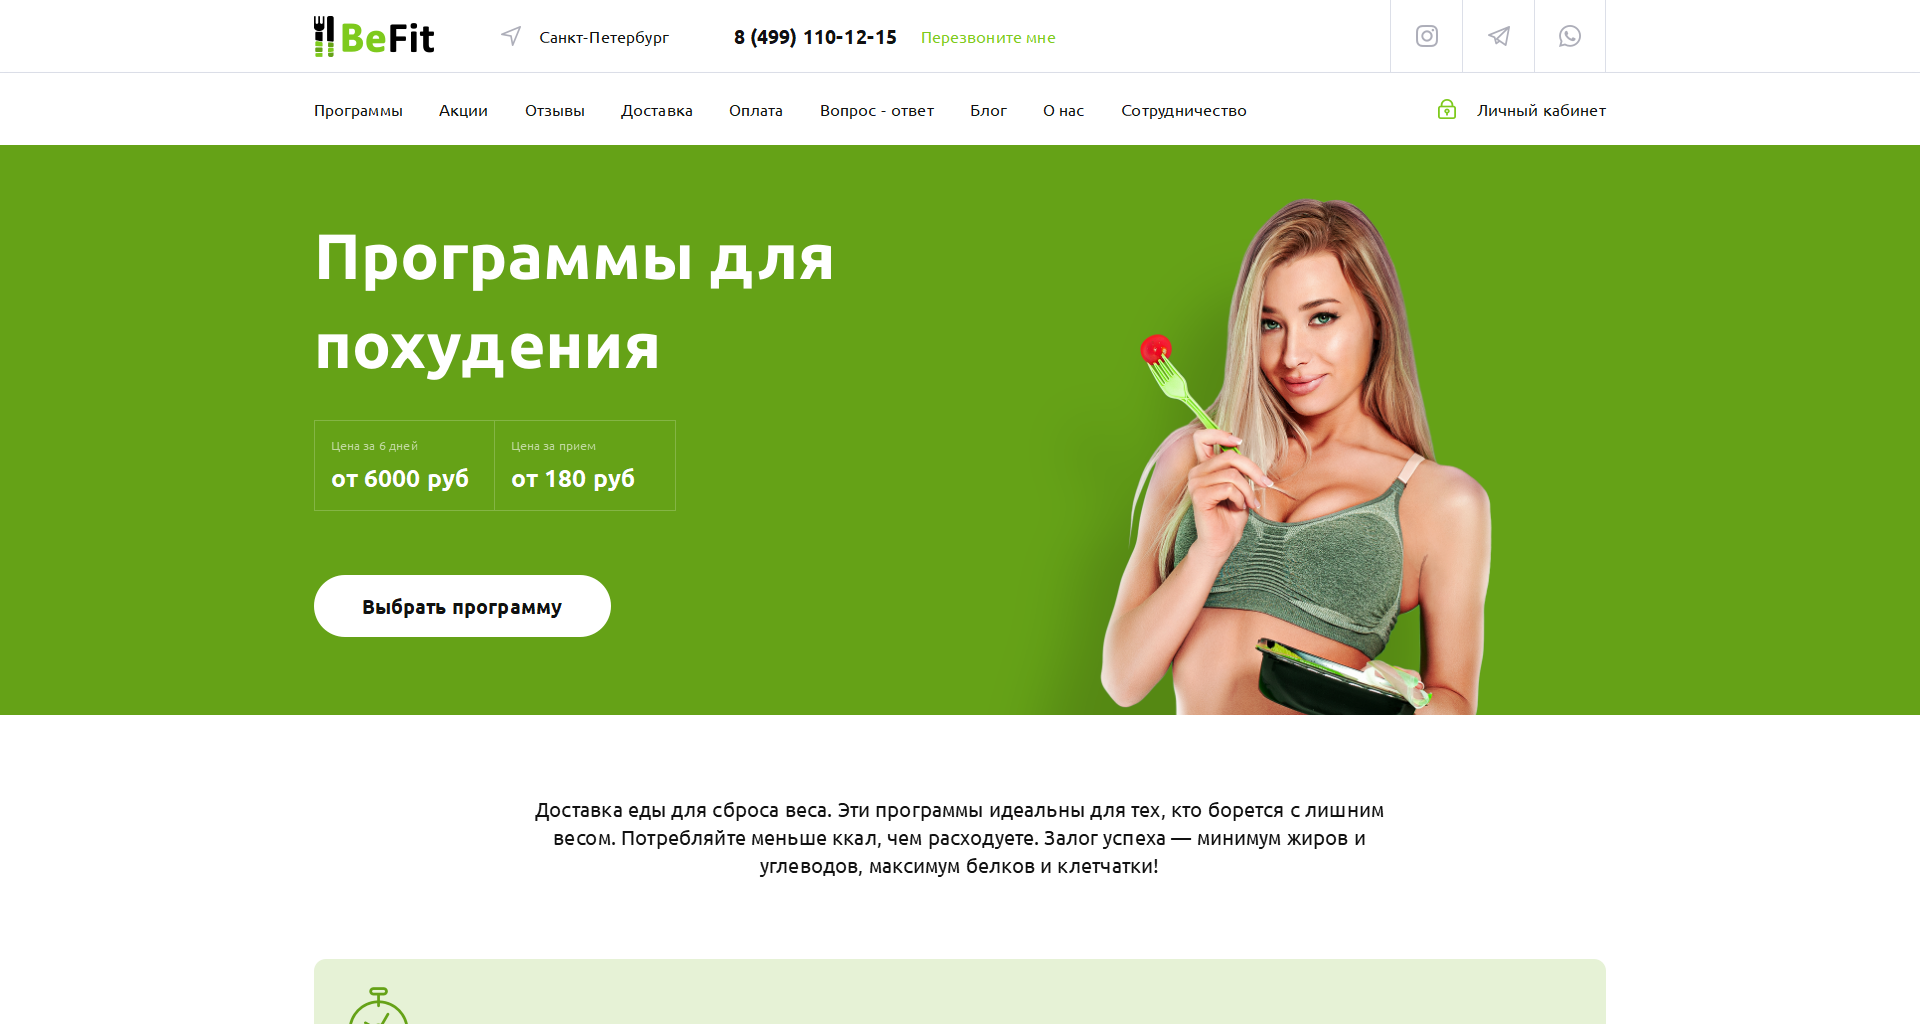 BeFit
Санкт-Петербург
8 (499) 110-12-15
Перезвоните мне
Программы
Акции
Отзывы
Доставка
Оплата
Вопрос - ответ
Блог
О нас
Сотрудничество
Личный кабинет
Программы для
похудения
Цена за 6 дней
от 6000 руб
Цена за прием
от 180 руб
Выбрать программу
Доставка еды для сброса веса. Эти программы идеальны для тех, кто борется с лишним
весом. Потребляйте меньше ккал, чем расходуете. Залог успеха — минимум жиров и
углеводов, максимум белков и клетчатки!